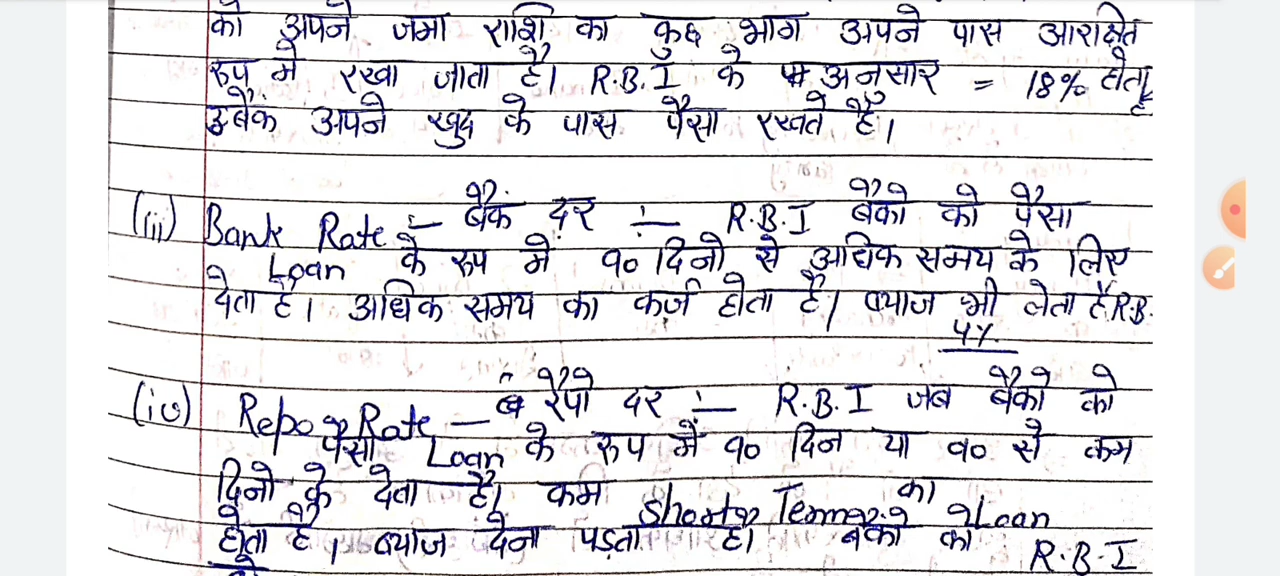 को अपने जमा राशि का कुछ भाग अपने पास आरक्षित
रूप में रखा जाता है। R.B.I के अनुसार = 18% होता है
बैंक अपने खुद के पास पैसा रखते है।
(iii) Bank Rate :- बैंक दर :- R.B.I बैंको को पैसा
Loan के रूप में 90 दिनो से अधिक समय के लिए
देता है। अधिक समय का कर्ज होता है। ब्याज भी लेता है R.B.
4%
(iv) Repo Rate - रेपो दर :- R.B.I जब बैंको को
पैसा Loan के रूप में 90 दिन या 90 से कम
दिनो के देता है। कम Short Term का Loan
होता है। ब्याज देना पड़ता है। बैंको को R.B.I